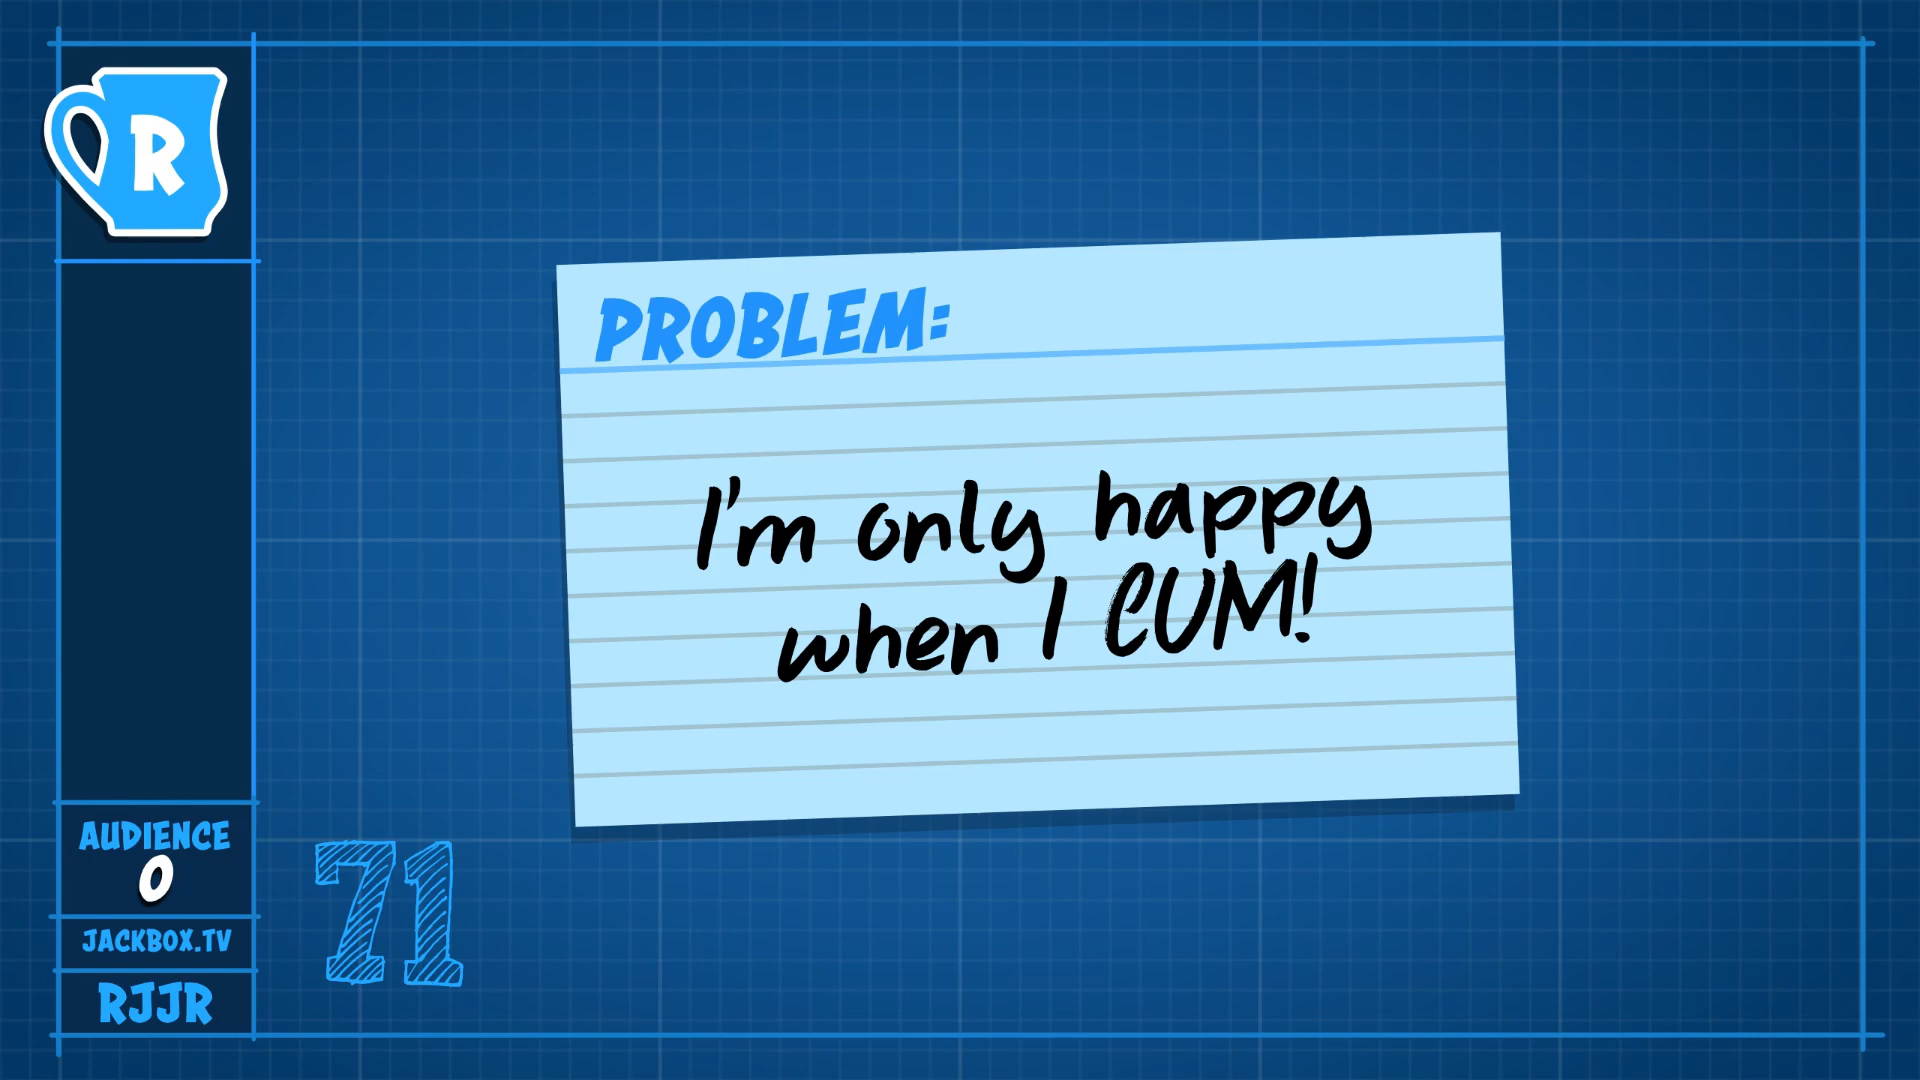 R
PROBLEM:
I'm only happy
when I CUM!
AUDIENCE
0
JACKBOX.TV
RJJR
71